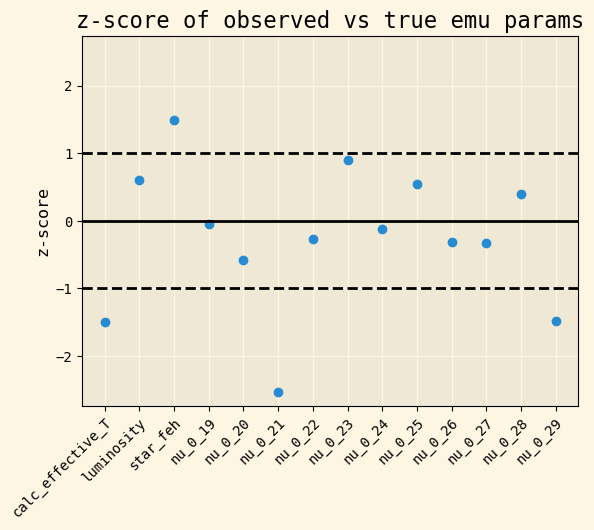 z-score of observed vs true emu params
z-score
2
1
0
−1
−2
calc_effective_T
luminosity
star_feh
nu_0_19
nu_0_20
nu_0_21
nu_0_22
nu_0_23
nu_0_24
nu_0_25
nu_0_26
nu_0_27
nu_0_28
nu_0_29